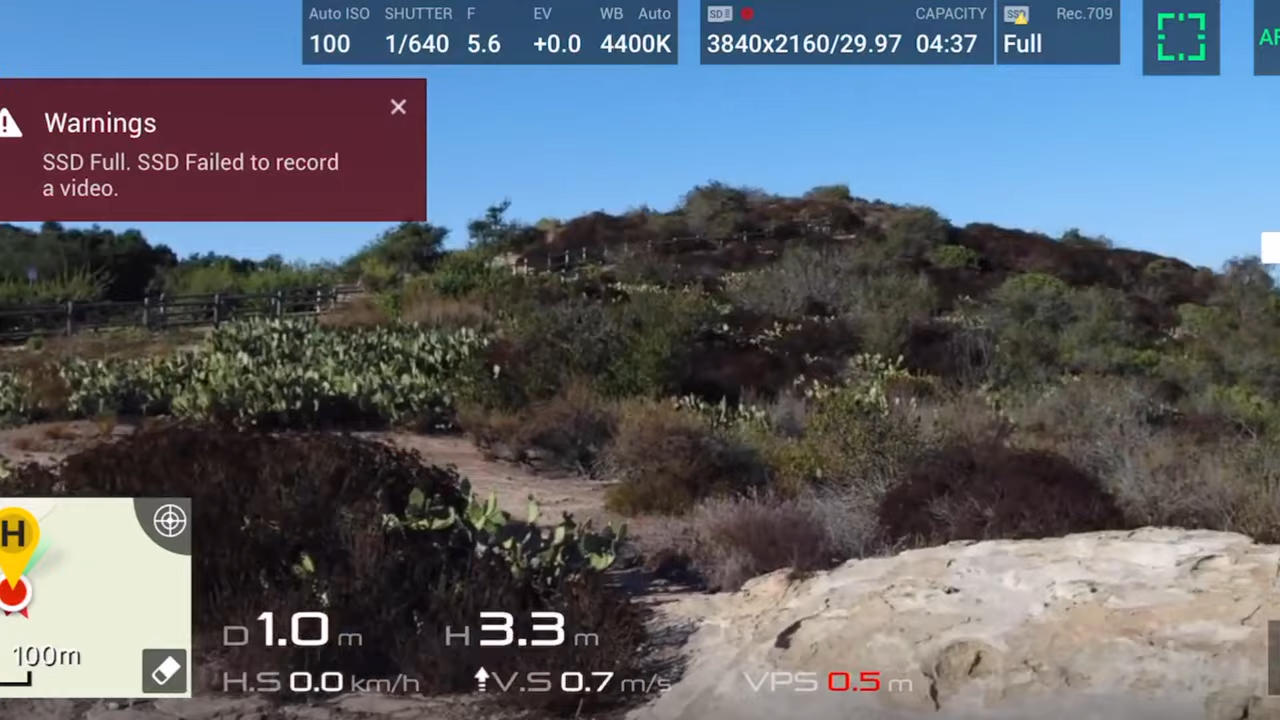 Auto ISO SHUTTER F EV WB Auto
100 1/640 5.6 +0.0 4400K
SD CAPACITY
3840x2160/29.97 04:37
SSD Rec.709
Full
Warnings
SSD Full. SSD Failed to record
a video.
H
100m
D 1.0 m H 3.3 m
H.S 0.0 km/h V.S 0.7 m/s VPS 0.5 m